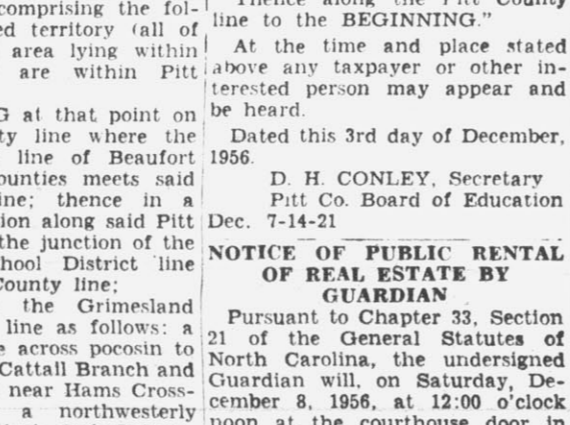 comprising the fol-
ed territory (all of
area lying within
are within Pitt
G at that point on
ty line where the
line of Beaufort
ounties meets said
ine; thence in a
ion along said Pitt
the junction of the
hool District line
County line;
the Grimesland
line as follows: a
e across pocosin to
Cattall Branch and
near Hams Cross-
a northwesterly
Thence along the Pitt County
line to the BEGINNING."
At the time and place stated
above any taxpayer or other in-
terested person may appear and
be heard.
Dated this 3rd day of December,
1956.
D. H. CONLEY, Secretary
Pitt Co. Board of Education
Dec. 7-14-21
NOTICE OF PUBLIC RENTAL
OF REAL ESTATE BY
GUARDIAN
Pursuant to Chapter 33, Section
21 of the General Statutes of
North Carolina, the undersigned
Guardian will, on Saturday, De-
cember 8, 1956, at 12:00 o'clock
noon at the courthouse door in